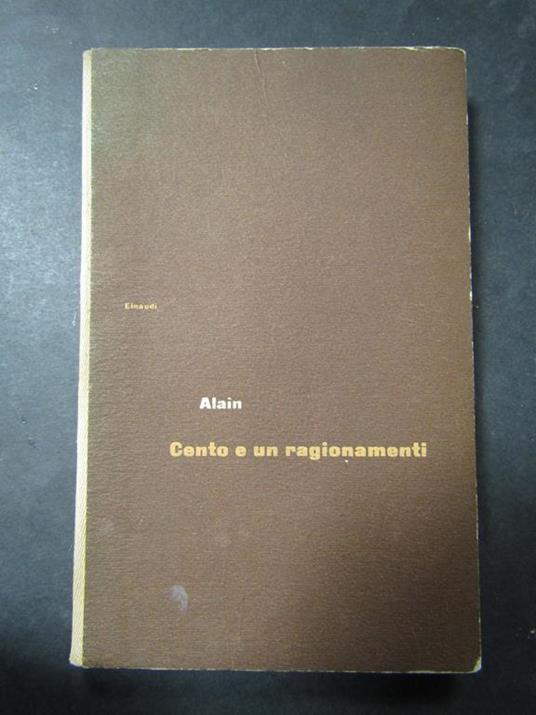 Einaudi
Alain
Cento e un ragionamenti